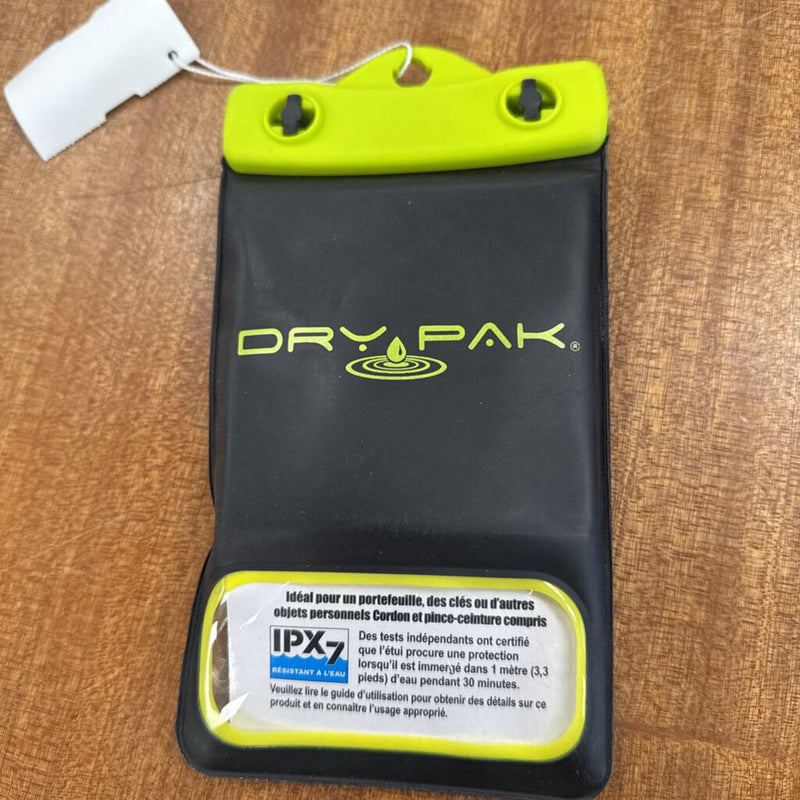 DRY PAK®
Idéal pour un portefeuille, des clés ou d'autres
objets personnels Cordon et pince-ceinture compris
IPX7
RÉSISTANT À L'EAU
Des tests indépendants ont certifié
que l'étui procure une protection
lorsqu'il est immergé dans 1 mètre (3,3
pieds) d'eau pendant 30 minutes.
Veuillez lire le guide d'utilisation pour obtenir des détails sur ce
produit et en connaître l'usage approprié.